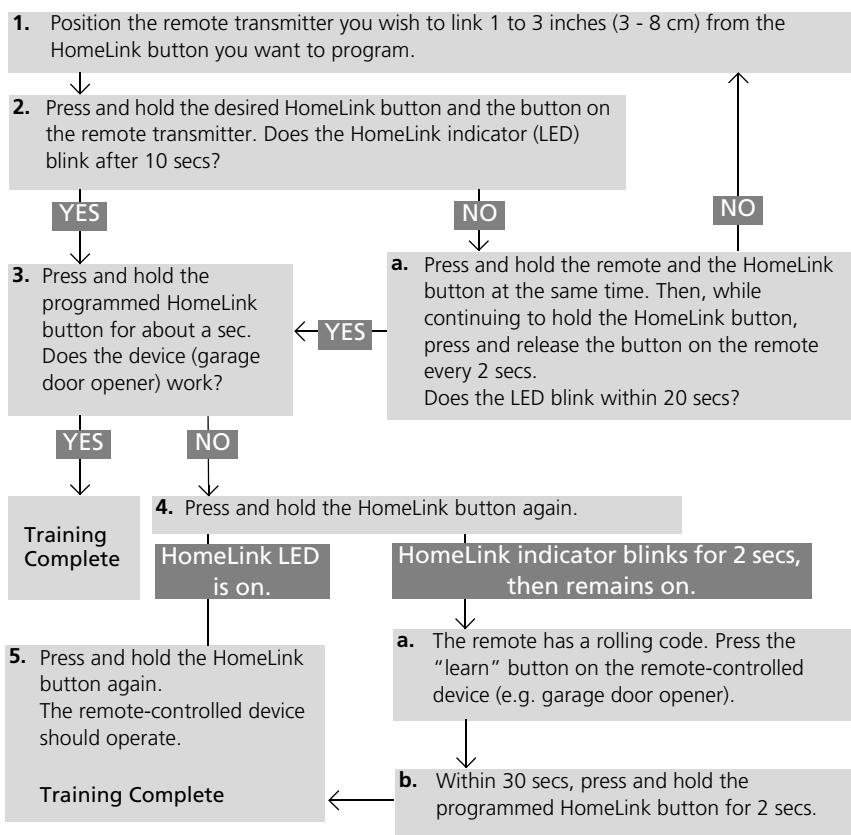 1. Position the remote transmitter you wish to link 1 to 3 inches (3 - 8 cm) from the
HomeLink button you want to program.
2. Press and hold the desired HomeLink button and the button on
the remote transmitter. Does the HomeLink indicator (LED)
blink after 10 secs?
YES
NO
NO
3. Press and hold the
programmed HomeLink
button for about a sec.
Does the device (garage
door opener) work?
YES
a. Press and hold the remote and the HomeLink
button at the same time. Then, while
continuing to hold the HomeLink button,
press and release the button on the remote
every 2 secs.
Does the LED blink within 20 secs?
YES
NO
Training
Complete
4. Press and hold the HomeLink button again.
HomeLink LED
is on.
HomeLink indicator blinks for 2 secs,
then remains on.
a. The remote has a rolling code. Press the
“learn” button on the remote-controlled
device (e.g. garage door opener).
5. Press and hold the HomeLink
button again.
The remote-controlled device
should operate.
Training Complete
b. Within 30 secs, press and hold the
programmed HomeLink button for 2 secs.